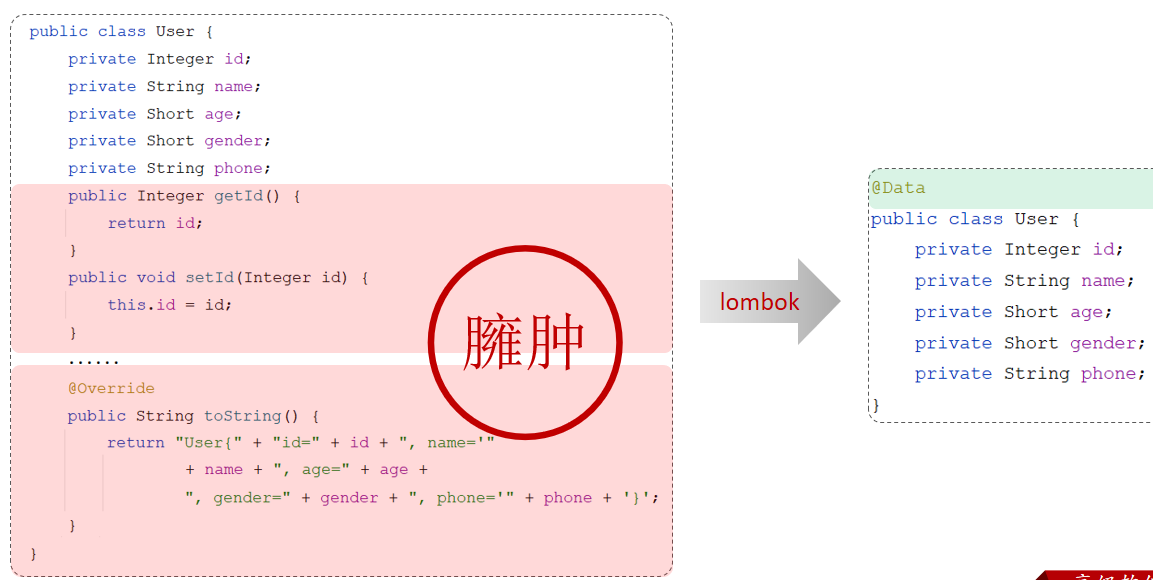 public class User {
    private Integer id;
    private String name;
    private Short age;
    private Short gender;
    private String phone;
    public Integer getId() {
        return id;
    }
    public void setId(Integer id) {
        this.id = id;
    }
    ......
    @Override
    public String toString() {
        return "User{" + "id=" + id + ", name='"
                + name + ", age=" + age +
                ", gender=" + gender + ", phone='" + phone + '}';
    }
}
臃肿
lombok
@Data
public class User {
    private Integer id;
    private String name;
    private Short age;
    private Short gender;
    private String phone;
}